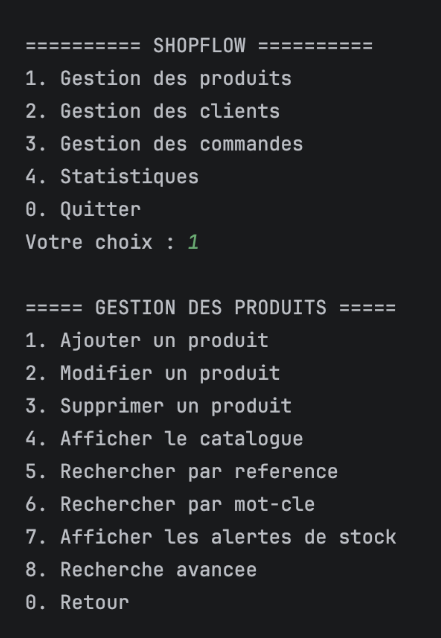 ========== SHOPFLOW ==========
1. Gestion des produits
2. Gestion des clients
3. Gestion des commandes
4. Statistiques
0. Quitter
Votre choix : 1
===== GESTION DES PRODUITS =====
1. Ajouter un produit
2. Modifier un produit
3. Supprimer un produit
4. Afficher le catalogue
5. Rechercher par reference
6. Rechercher par mot-cle
7. Afficher les alertes de stock
8. Recherche avancee
0. Retour